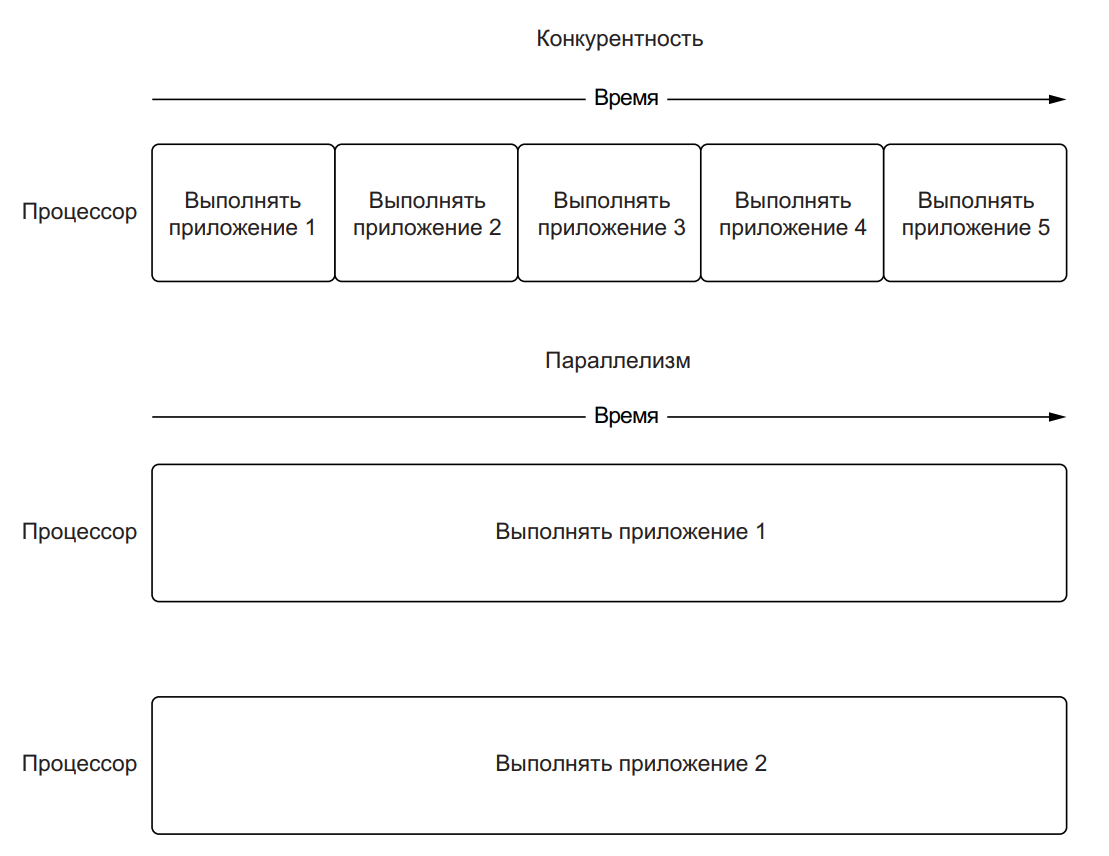 Конкурентность
Время
Процессор
Выполнять
приложение 1
Выполнять
приложение 2
Выполнять
приложение 3
Выполнять
приложение 4
Выполнять
приложение 5
Параллелизм
Время
Процессор
Выполнять приложение 1
Процессор
Выполнять приложение 2